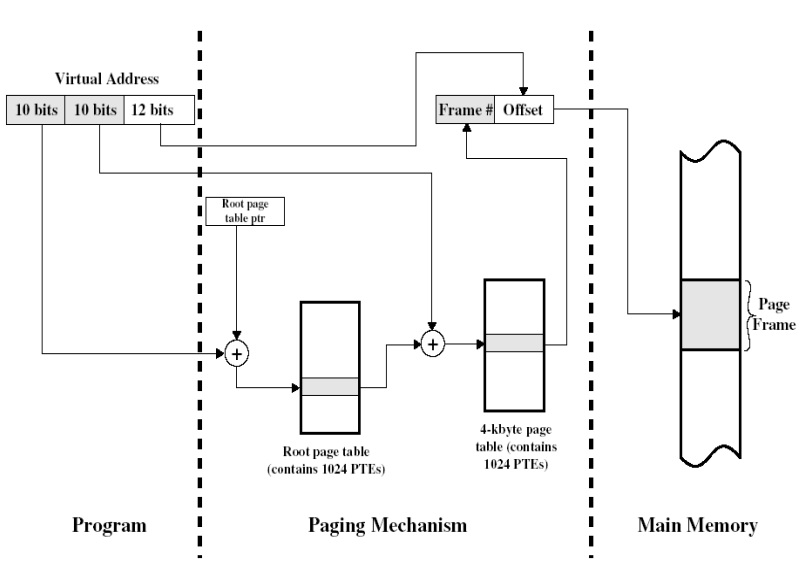 Virtual Address
10 bits
10 bits
12 bits
Frame #
Offset
Root page
table ptr
Page
Frame
4-kbyte page
table (contains
1024 PTEs)
Root page table
(contains 1024 PTEs)
Program
Paging Mechanism
Main Memory
+
+